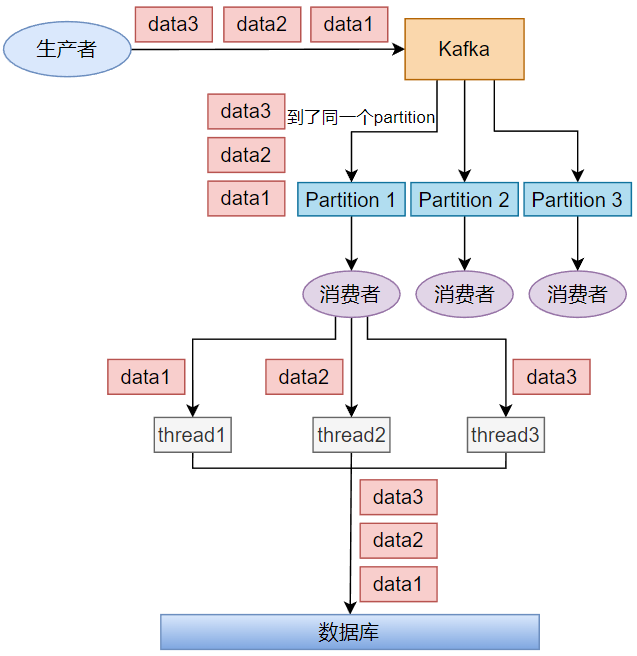 data3 data2 data1
生产者
Kafka
data3
到了同一个partition
data2
data1
Partition 1 Partition 2 Partition 3
消费者 消费者 消费者
data1 data2 data3
thread1 thread2 thread3
data3
data2
data1
数据库